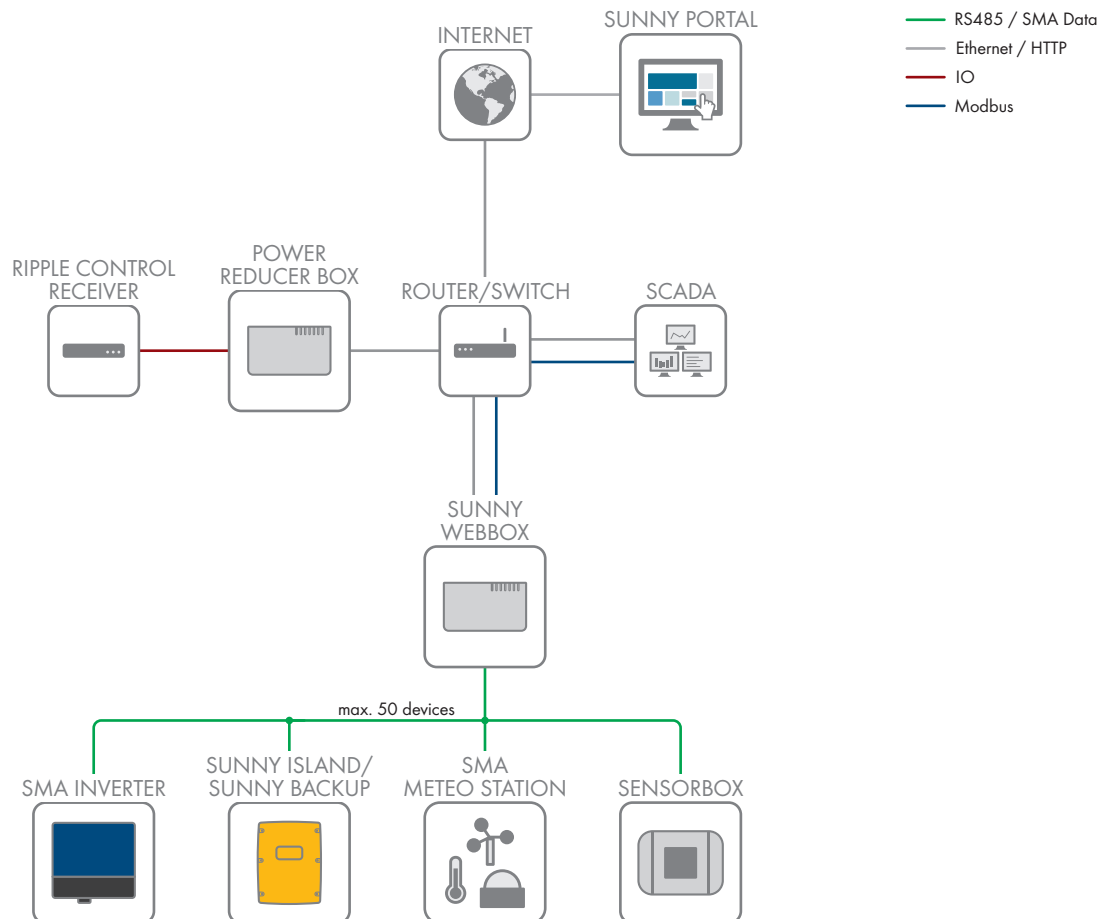 SUNNY PORTAL
INTERNET
RS485 / SMA Data
Ethernet / HTTP
IO
Modbus
RIPPLE CONTROL
RECEIVER
POWER
REDUCER BOX
ROUTER/SWITCH
SCADA
SUNNY
WEBBOX
max. 50 devices
SMA INVERTER
SUNNY ISLAND/
SUNNY BACKUP
SMA
METEO STATION
SENSORBOX